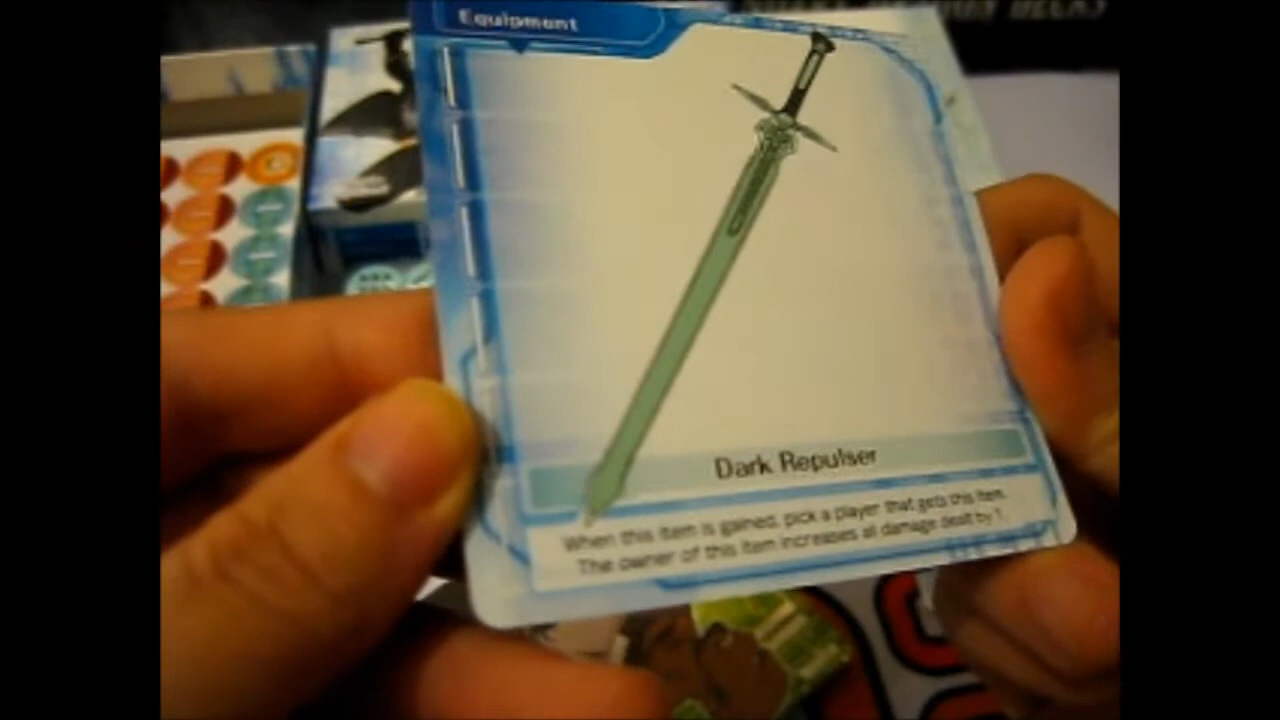 Equipment
Dark Repulser
When this item is gained, pick a player that gets this item.
The owner of this item increases all damage dealt by 1.